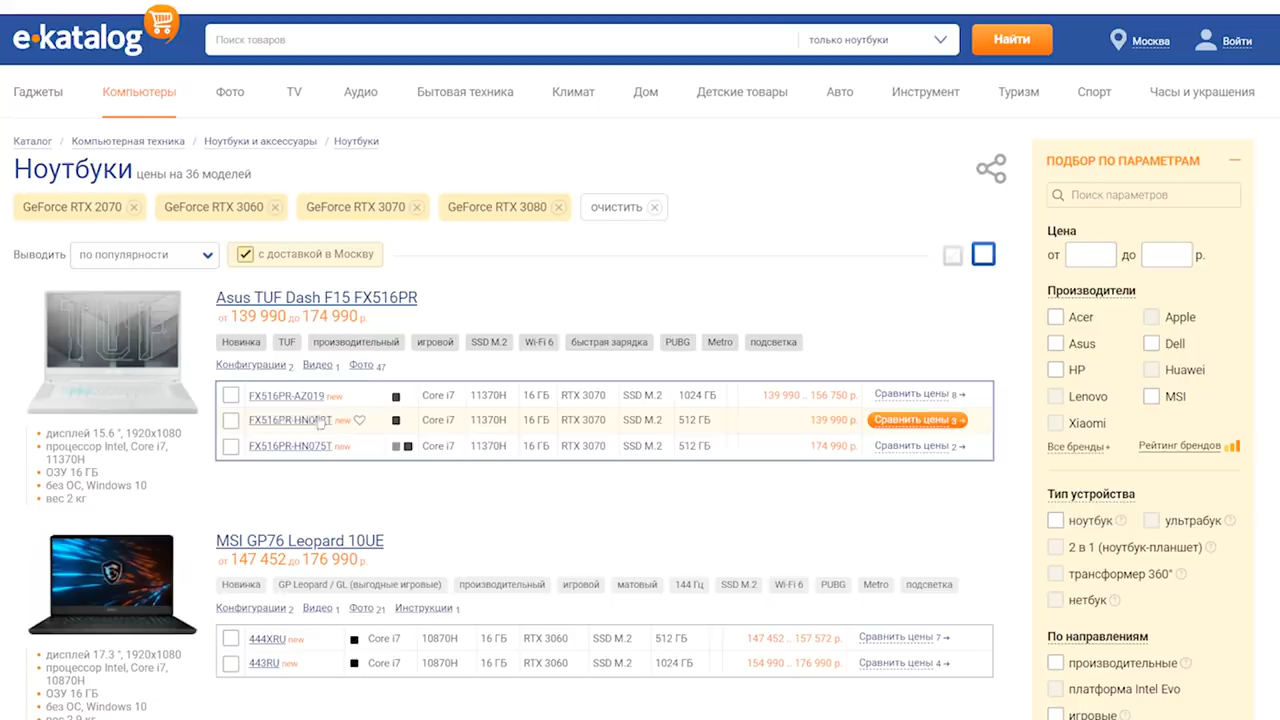 e-katalog
Поиск товаров
только ноутбуки
Найти
Москва
Войти
Гаджеты
Компьютеры
Фото
TV
Аудио
Бытовая техника
Климат
Дом
Детские товары
Авто
Инструмент
Туризм
Спорт
Часы и украшения
Каталог / Компьютерная техника / Ноутбуки и аксессуары / Ноутбуки
Ноутбуки цены на 36 моделей
GeForce RTX 2070
GeForce RTX 3060
GeForce RTX 3070
GeForce RTX 3080
очистить
Выводить
по популярности
с доставкой в Москву
Asus TUF Dash F15 FX516PR
от 139 990 до 174 990 р.
Новинка TUF производительный игровой SSD M.2 Wi-Fi 6 быстрая зарядка PUBG Metro подсветка
Конфигурации 2 Видео 1 Фото 47
FX516PR-AZ019 new Core i7 11370H 16 ГБ RTX 3070 SSD M.2 1024 ГБ 139 990 .. 156 750 р. Сравнить цены 8 →
new Core i7 11370H 16 ГБ RTX 3070 SSD M.2 512 ГБ 139 990 р. Сравнить цены 3 →
FX516PR-HN075T new Core i7 11370H 16 ГБ RTX 3070 SSD M.2 512 ГБ 174 990 р. Сравнить цены 2 →
TUF
дисплей 15.6 ", 1920x1080
процессор Intel, Core i7,
11370H
ОЗУ 16 ГБ
без ОС, Windows 10
вес 2 кг
MSI GP76 Leopard 10UE
от 147 452 до 176 990 р.
Новинка GP Leopard / GL (выгодные игровые) производительный игровой матовый 144 Гц SSD M.2 Wi-Fi 6 PUBG Metro подсветка
Конфигурации 2 Видео 1 Фото 21 Инструкции 1
444XRU new Core i7 10870H 16 ГБ RTX 3060 SSD M.2 512 ГБ 147 452 .. 157 572 р. Сравнить цены 7 →
443RU new Core i7 10870H 16 ГБ RTX 3060 SSD M.2 1024 ГБ 154 990 .. 176 990 р. Сравнить цены 4 →
дисплей 17.3 ", 1920x1080
процессор Intel, Core i7,
10870H
ОЗУ 16 ГБ
без ОС, Windows 10
вес 2.9 кг
ПОДБОР ПО ПАРАМЕТРАМ
Поиск параметров
Цена
от до р.
Производители
Acer Apple
Asus Dell
HP Huawei
Lenovo MSI
Xiaomi
Все бренды + Рейтинг брендов
Тип устройства
ноутбук ? ультрабук ?
2 в 1 (ноутбук-планшет) ?
трансформер 360° ?
нетбук ?
По направлениям
производительные ?
платформа Intel Evo
игровые ?